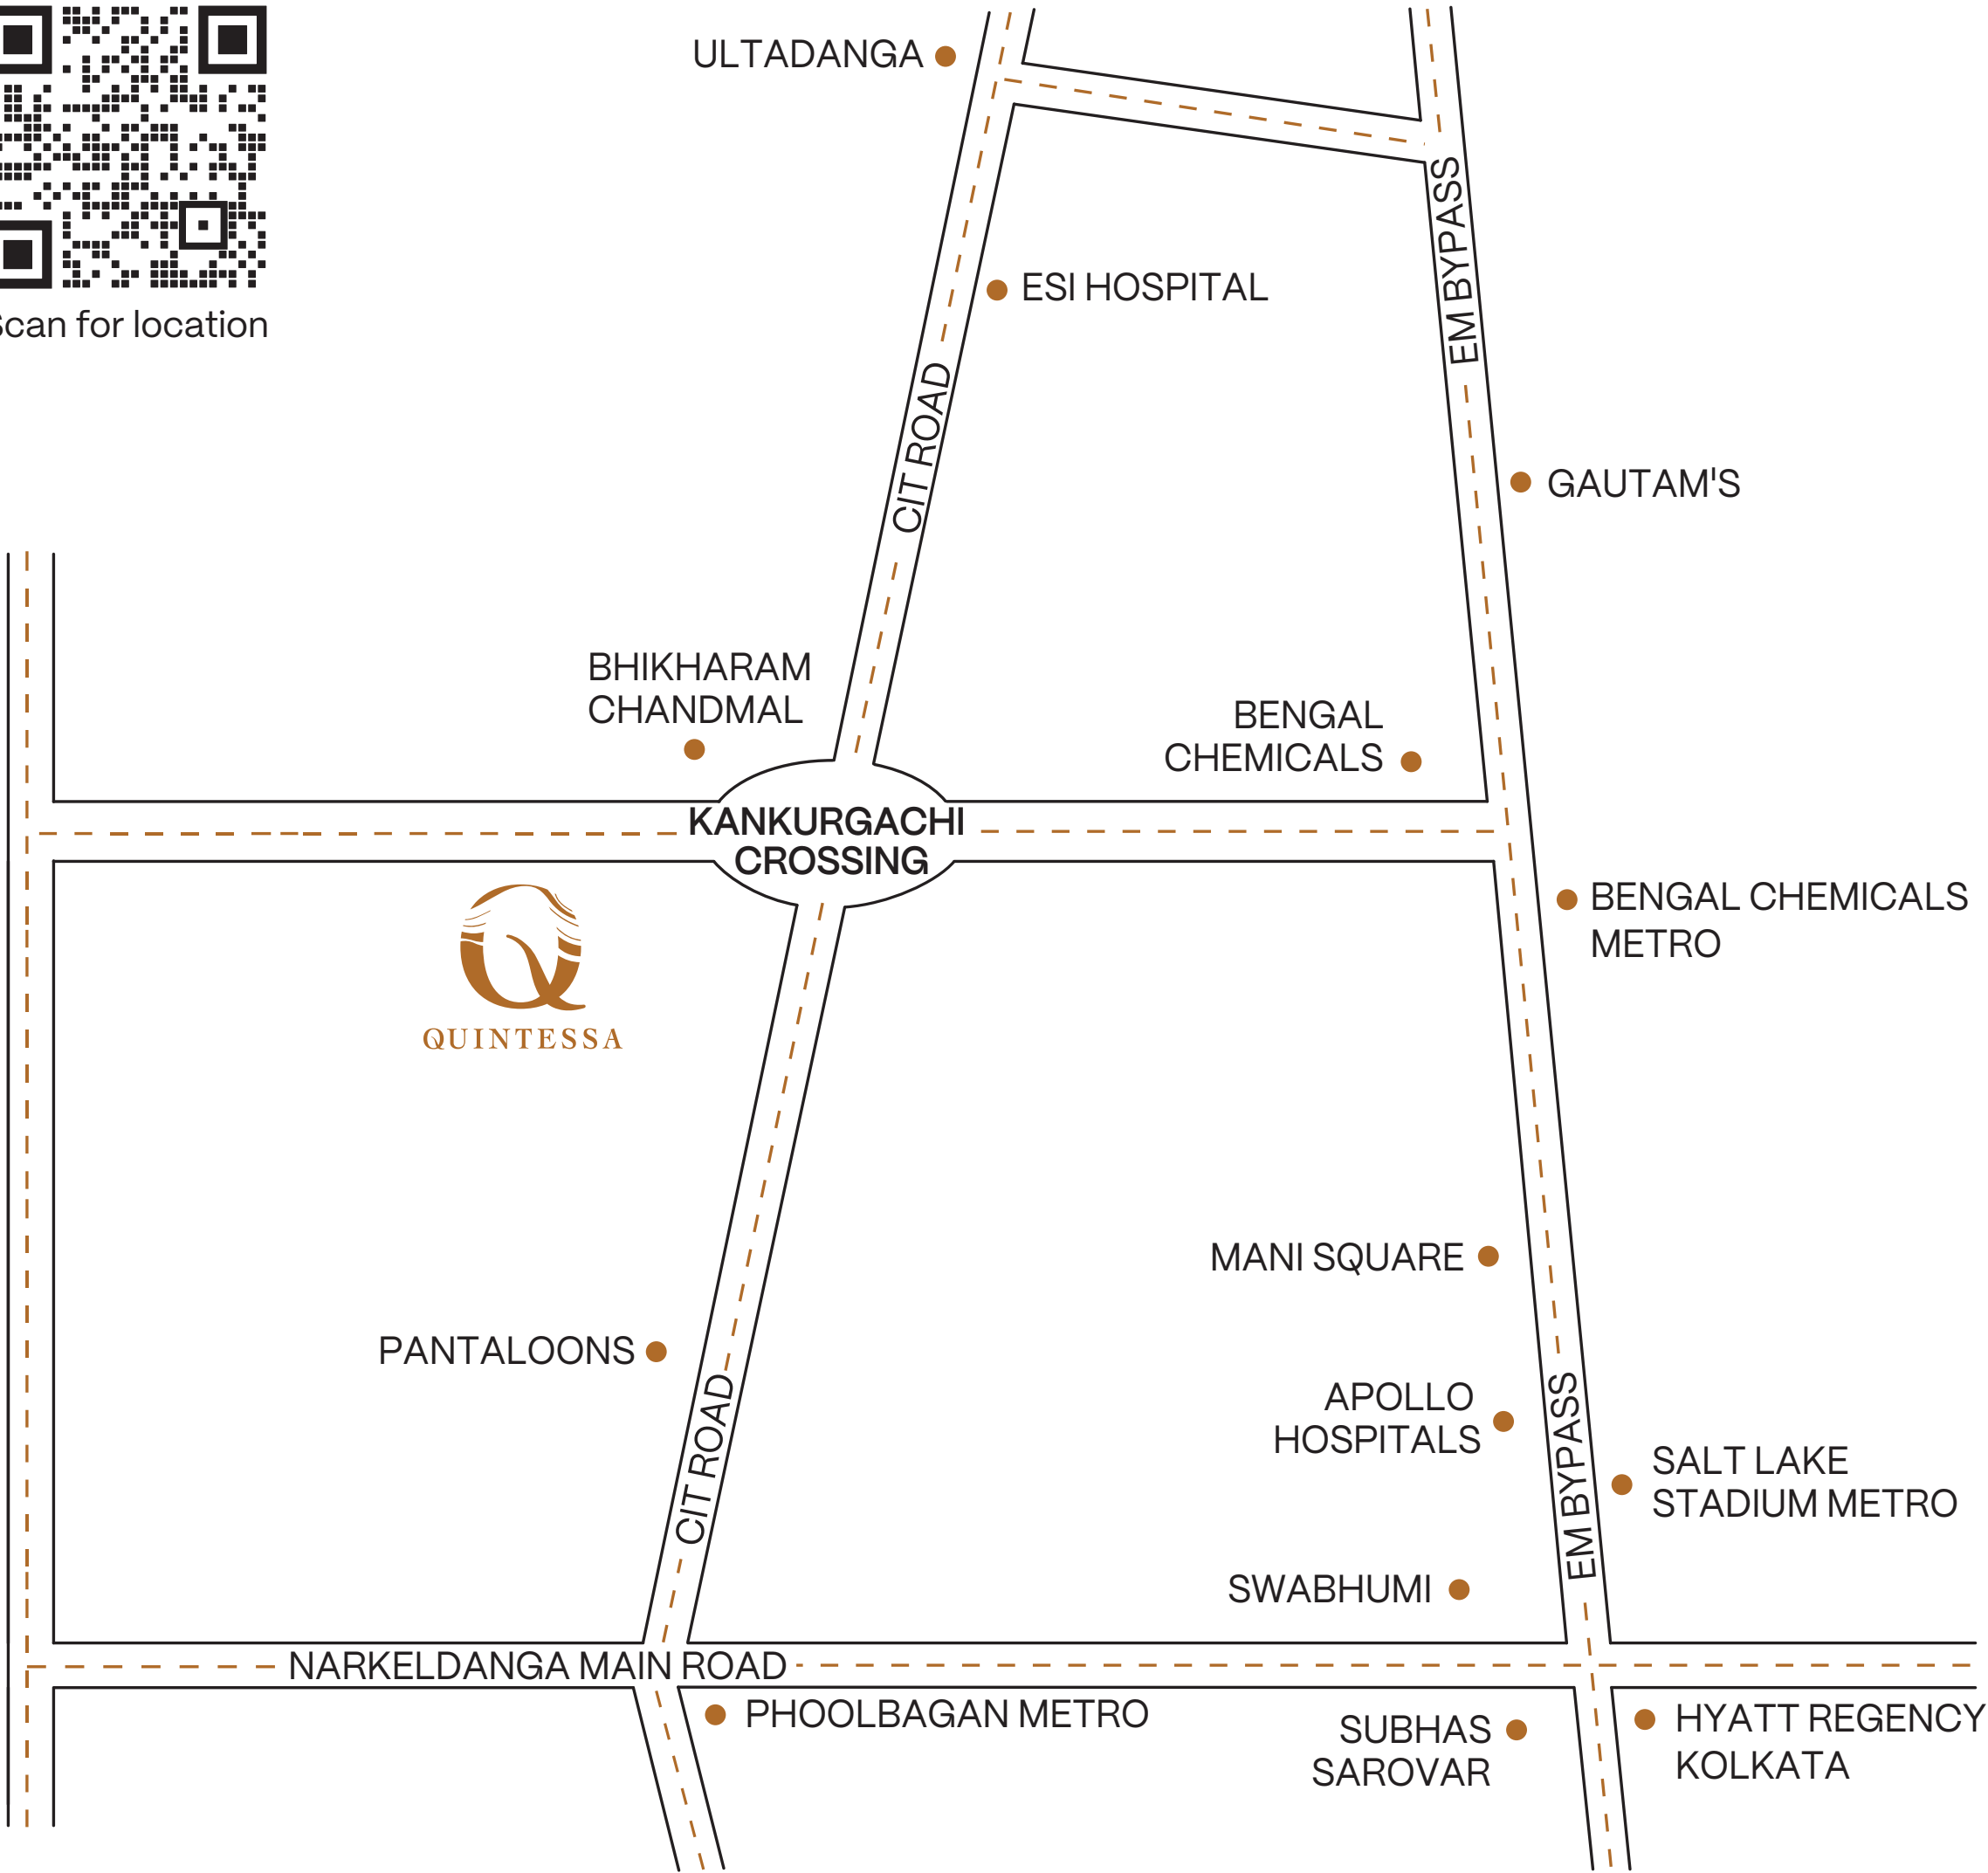 ULTADANGA
EM BYPASS
ESI HOSPITAL
can for location
CIT ROAD
GAUTAM'S
BHIKHARAM
CHANDMAL
BENGAL
CHEMICALS
KANKURGACHI
CROSSING
BENGAL CHEMICALS
METRO
QUINTESSA
MANI SQUARE
PANTALOONS
CIT ROAD
APOLLO
HOSPITALS
EM BYPASS
SALT LAKE
STADIUM METRO
SWABHUMI
NARKELDANGA MAIN ROAD
PHOOLBAGAN METRO
SUBHAS
SAROVAR
HYATT REGENCY
KOLKATA